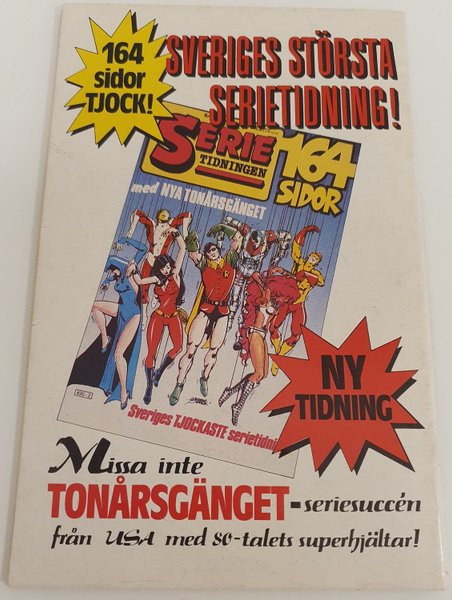 164
sidor
TJOCK!
SVERIGES STÖRSTA
SERIETIDNING!
SERIE
TIDNINGEN
164
SIDOR
med NYA TONÅRSGÄNGET
R
Sveriges TJOCKASTE serietidni
NY
TIDNING
Missa inte
TONÅRSGÄNGET-seriesuccén
från USA med 80-talets superhjältar!